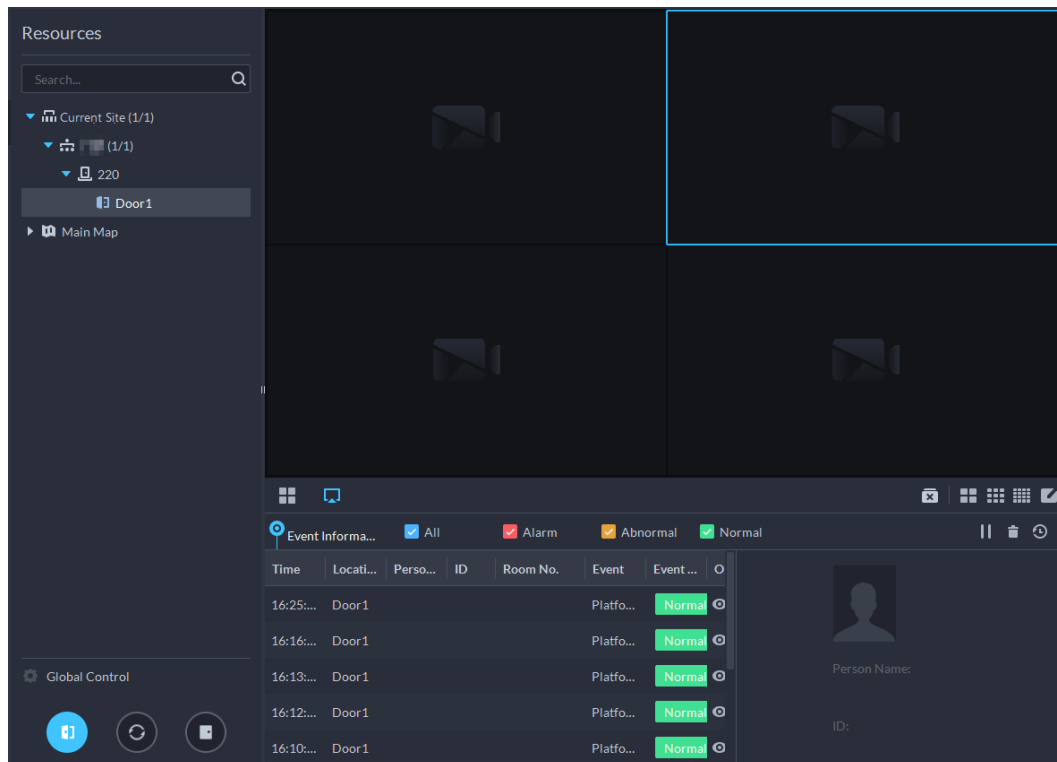 Resources
Search...
Current Site (1/1)
(1/1)
220
Door1
Main Map
Global Control
Event Informa... All Alarm Abnormal Normal
Time Locati... Perso... ID Room No. Event Event ... O
16:25:... Door1 Platfo... Normal
16:16:... Door1 Platfo... Normal
16:13:... Door1 Platfo... Normal
16:12:... Door1 Platfo... Normal
16:10:... Door1 Platfo... Normal
Person Name:
ID: